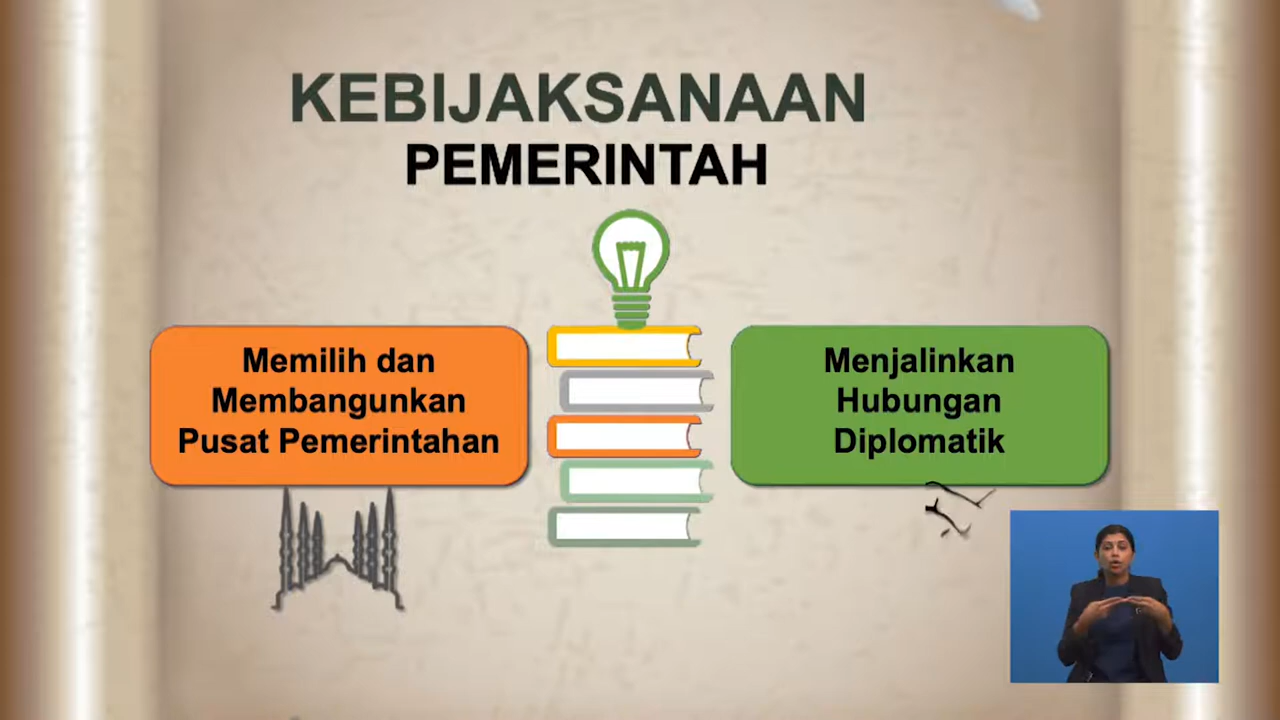 KEBIJAKSANAAN
PEMERINTAH
Memilih dan
Membangunkan
Pusat Pemerintahan
Menjalinkan
Hubungan
Diplomatik